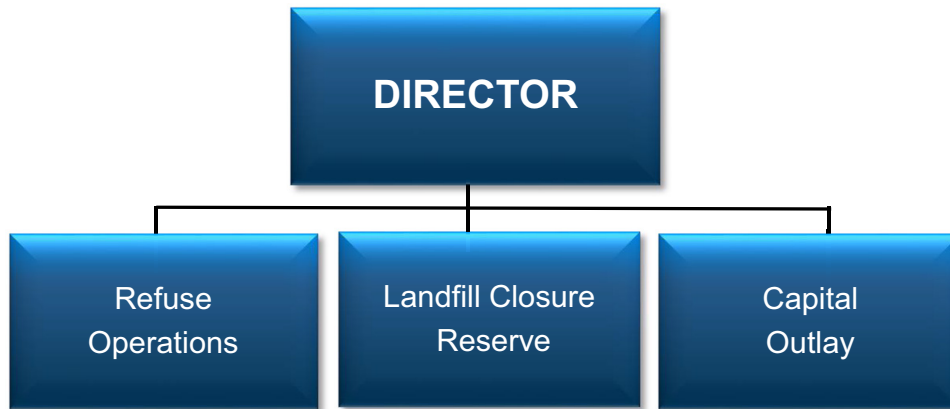 DIRECTOR
Refuse
Operations
Landfill Closure
Reserve
Capital
Outlay